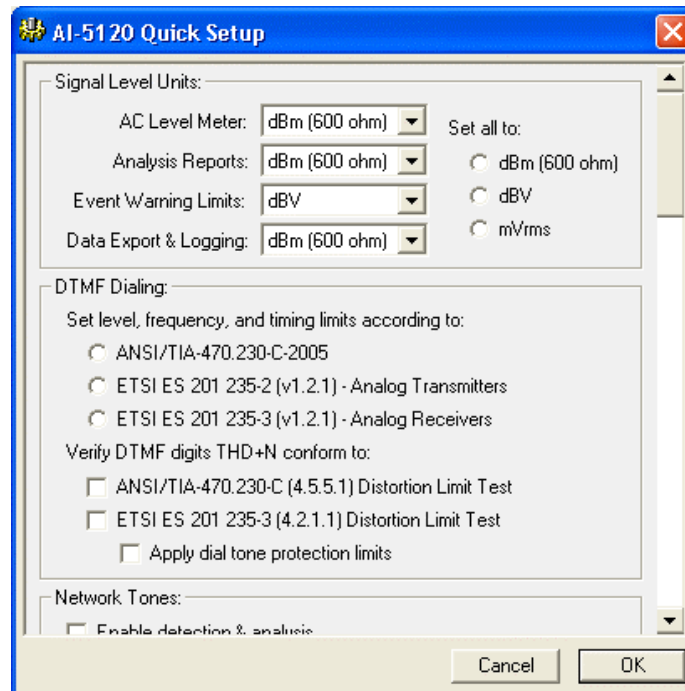 AI-5120 Quick Setup
Signal Level Units:
AC Level Meter: dBm (600 ohm)
Analysis Reports: dBm (600 ohm)
Event Warning Limits: dBV
Data Export & Logging: dBm (600 ohm)
Set all to:
dBm (600 ohm)
dBV
mVrms
DTMF Dialing:
Set level, frequency, and timing limits according to:
ANSI/TIA-470.230-C-2005
ETSI ES 201 235-2 (v1.2.1) - Analog Transmitters
ETSI ES 201 235-3 (v1.2.1) - Analog Receivers
Verify DTMF digits THD+N conform to:
ANSI/TIA-470.230-C (4.5.5.1) Distortion Limit Test
ETSI ES 201 235-3 (4.2.1.1) Distortion Limit Test
Apply dial tone protection limits
Network Tones:
Enable detection & analysis
Cancel
OK